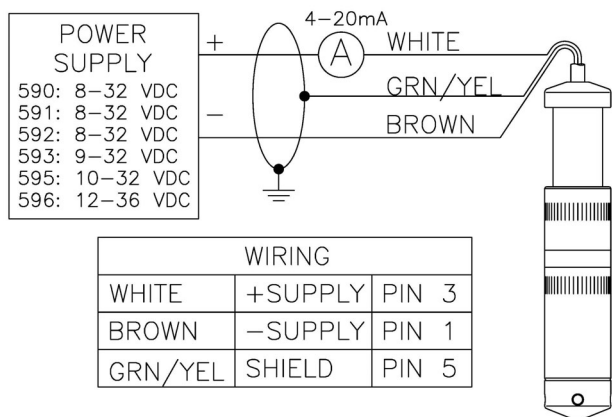 POWER
SUPPLY
590: 8-32 VDC
591: 8-32 VDC
592: 8-32 VDC
593: 9-32 VDC
595: 10-32 VDC
596: 12-36 VDC
+
-
4-20mA
A
WHITE
GRN/YEL
BROWN
WIRING
WHITE +SUPPLY PIN 3
BROWN -SUPPLY PIN 1
GRN/YEL SHIELD PIN 5